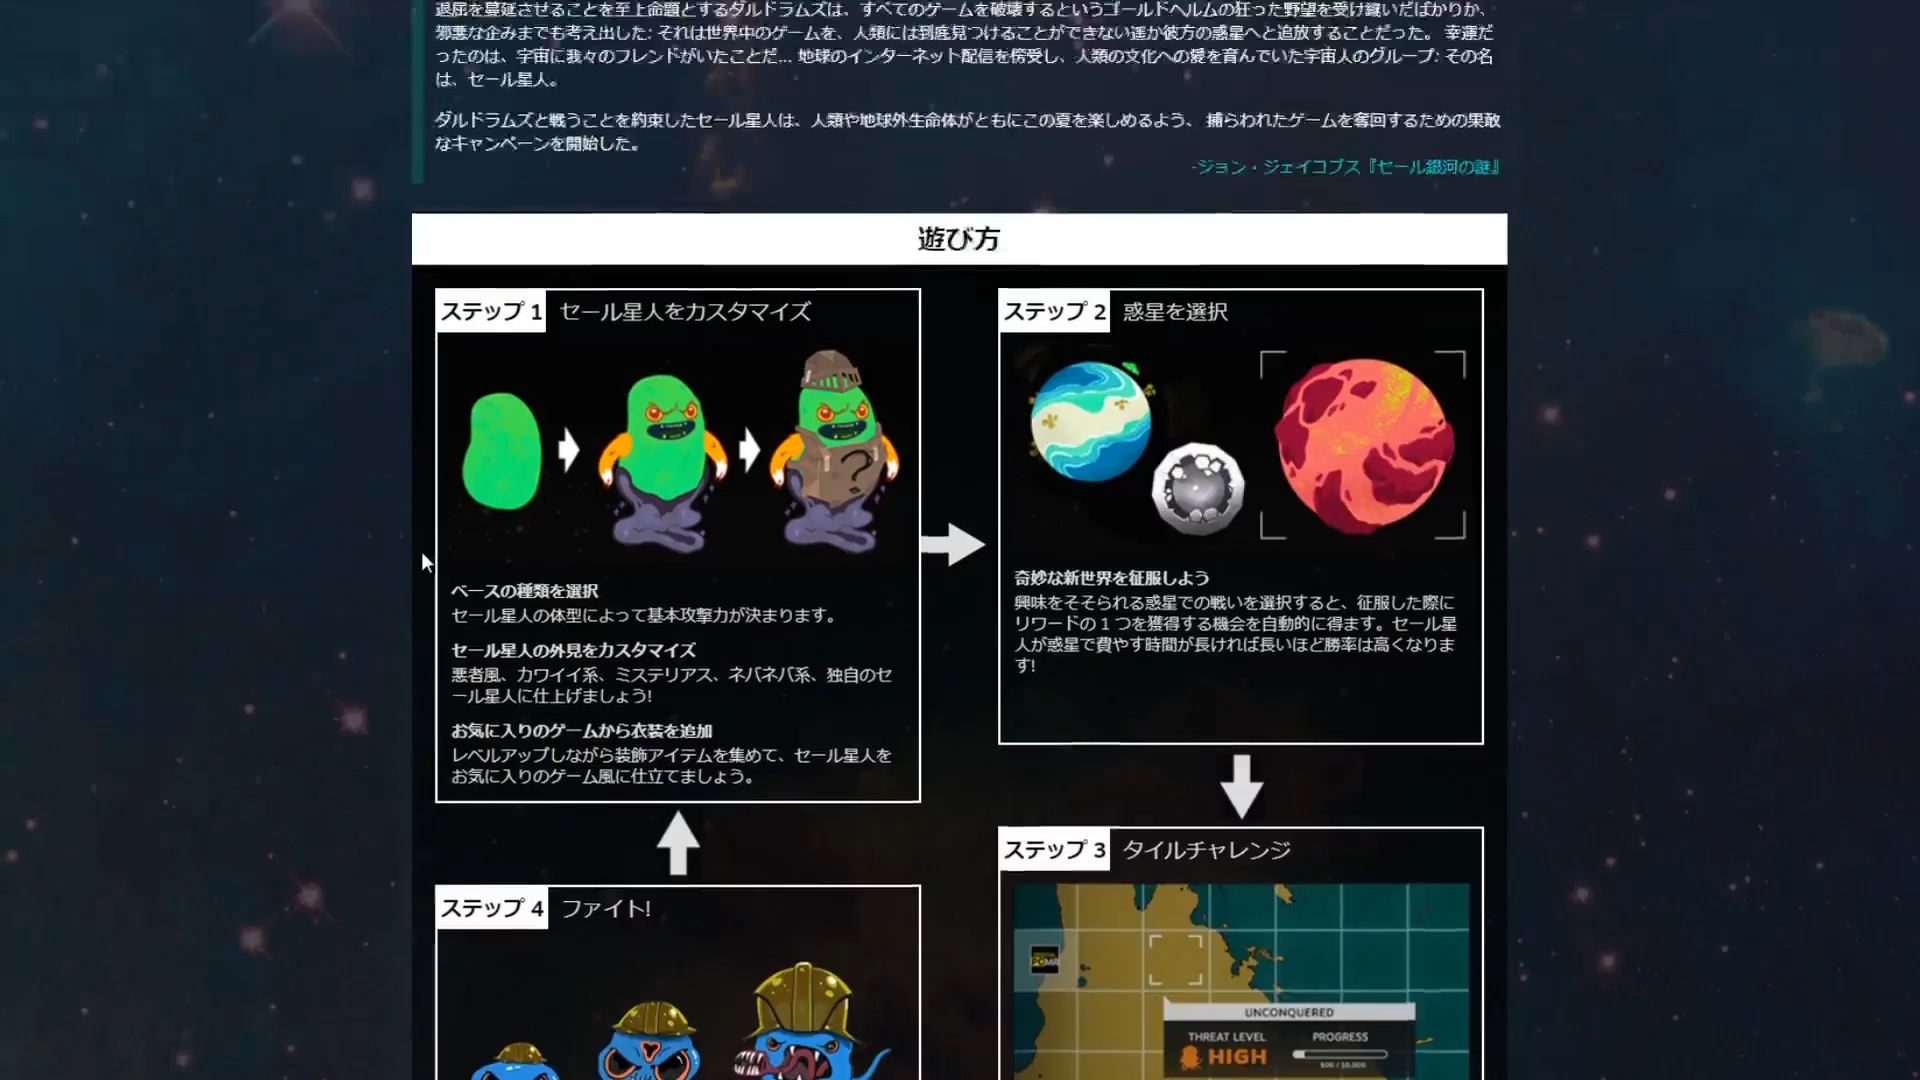 退屈を蔓延させることを至上命題とするダルドラムズは、すべてのゲームを破壊するというゴールドヘルムの狂った野望を受け継いだばかりか、
邪悪な企みまでも考え出した: それは世界中のゲームを、人類には到底見つけることができない遥か彼方の惑星へと追放することだった。 幸運だ
ったのは、宇宙に我々のフレンドがいたことだ... 地球のインターネット配信を傍受し、人類の文化への愛を育んでいた宇宙人のグループ: その名
は、セール星人。
ダルドラムズと戦うことを約束したセール星人は、人類や地球外生命体がともにこの夏を楽しめるよう、 捕らわれたゲームを奪回するための果敢
なキャンペーンを開始した。
-ジョン・ジェイコブス『セール銀河の謎』
遊び方
ステップ 1 セール星人をカスタマイズ
ベースの種類を選択
セール星人の体型によって基本攻撃力が決まります。
セール星人の外見をカスタマイズ
悪者風、カワイイ系、ミステリアス、ネバネバ系、独自のセ
ール星人に仕上げましょう!
お気に入りのゲームから衣装を追加
レベルアップしながら装飾アイテムを集めて、セール星人を
お気に入りのゲーム風に仕立てましょう。
ステップ 2 惑星を選択
奇妙な新世界を征服しよう
興味をそそられる惑星での戦いを選択すると、征服した際に
リワードの 1 つを獲得する機会を自動的に得ます。セール星
人が惑星で費やす時間が長ければ長いほど勝率は高くなりま
す!
ステップ 3 タイルチャレンジ
UNCONQUERED
THREAT LEVEL PROGRESS
HIGH
500 / 10,000
ステップ 4 ファイト!